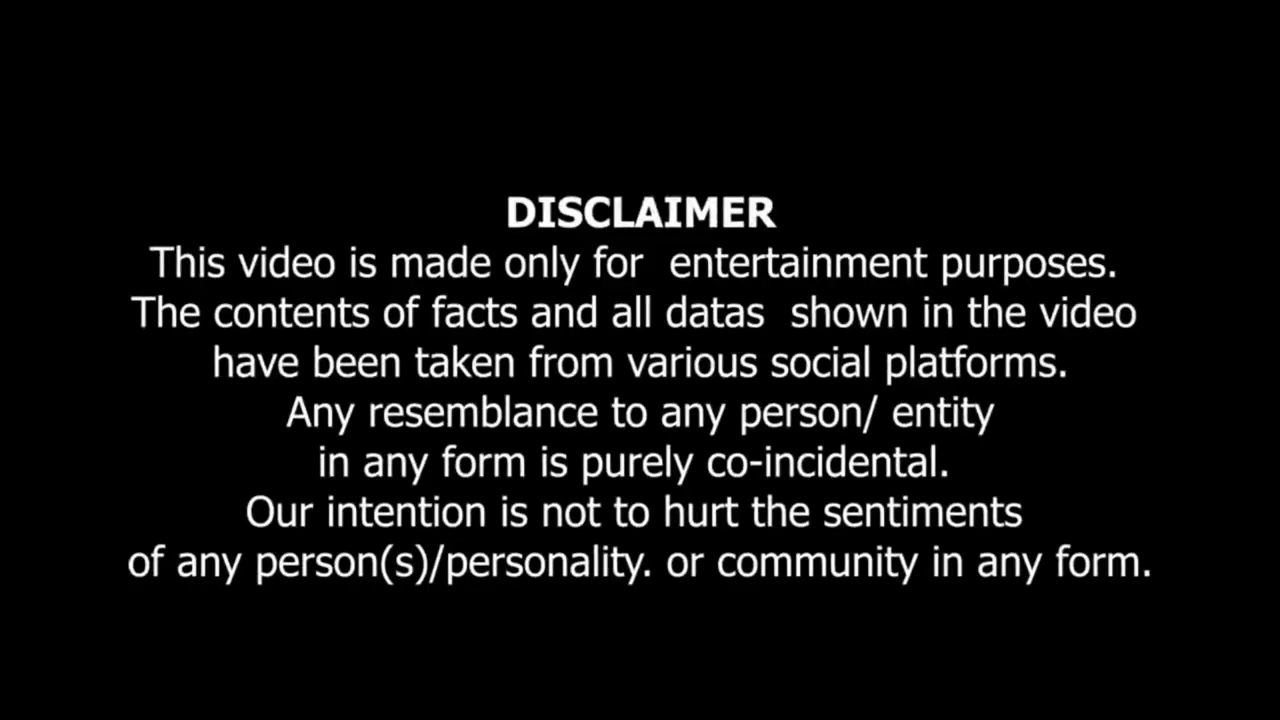 DISCLAIMER
This video is made only for  entertainment purposes.
The contents of facts and all datas  shown in the video
have been taken from various social platforms.
Any resemblance to any person/ entity
in any form is purely co-incidental.
Our intention is not to hurt the sentiments
of any person(s)/personality. or community in any form.